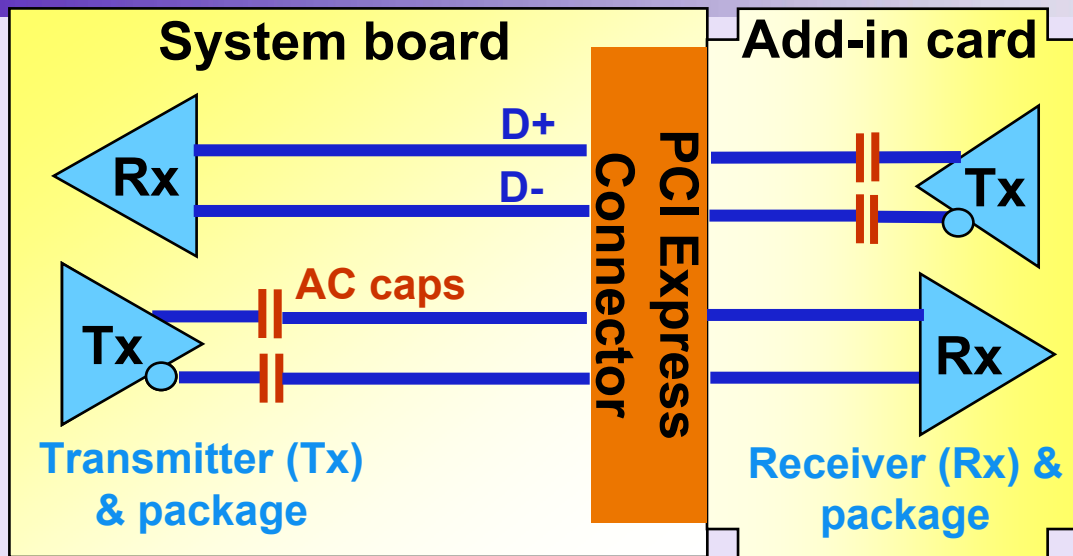 System board
Add-in card
D+
Rx
D-
Tx
AC caps
Tx
Rx
PCI Express
Connector
Transmitter (Tx)
& package
Receiver (Rx) &
package